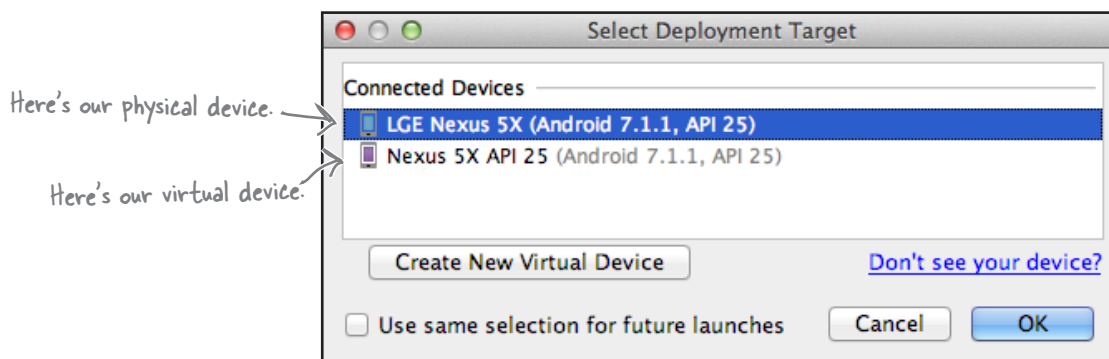 Select Deployment Target
Connected Devices
Here's our physical device.
LGE Nexus 5X (Android 7.1.1, API 25)
Nexus 5X API 25 (Android 7.1.1, API 25)
Here's our virtual device.
Create New Virtual Device
Don't see your device?
Use same selection for future launches
Cancel
OK